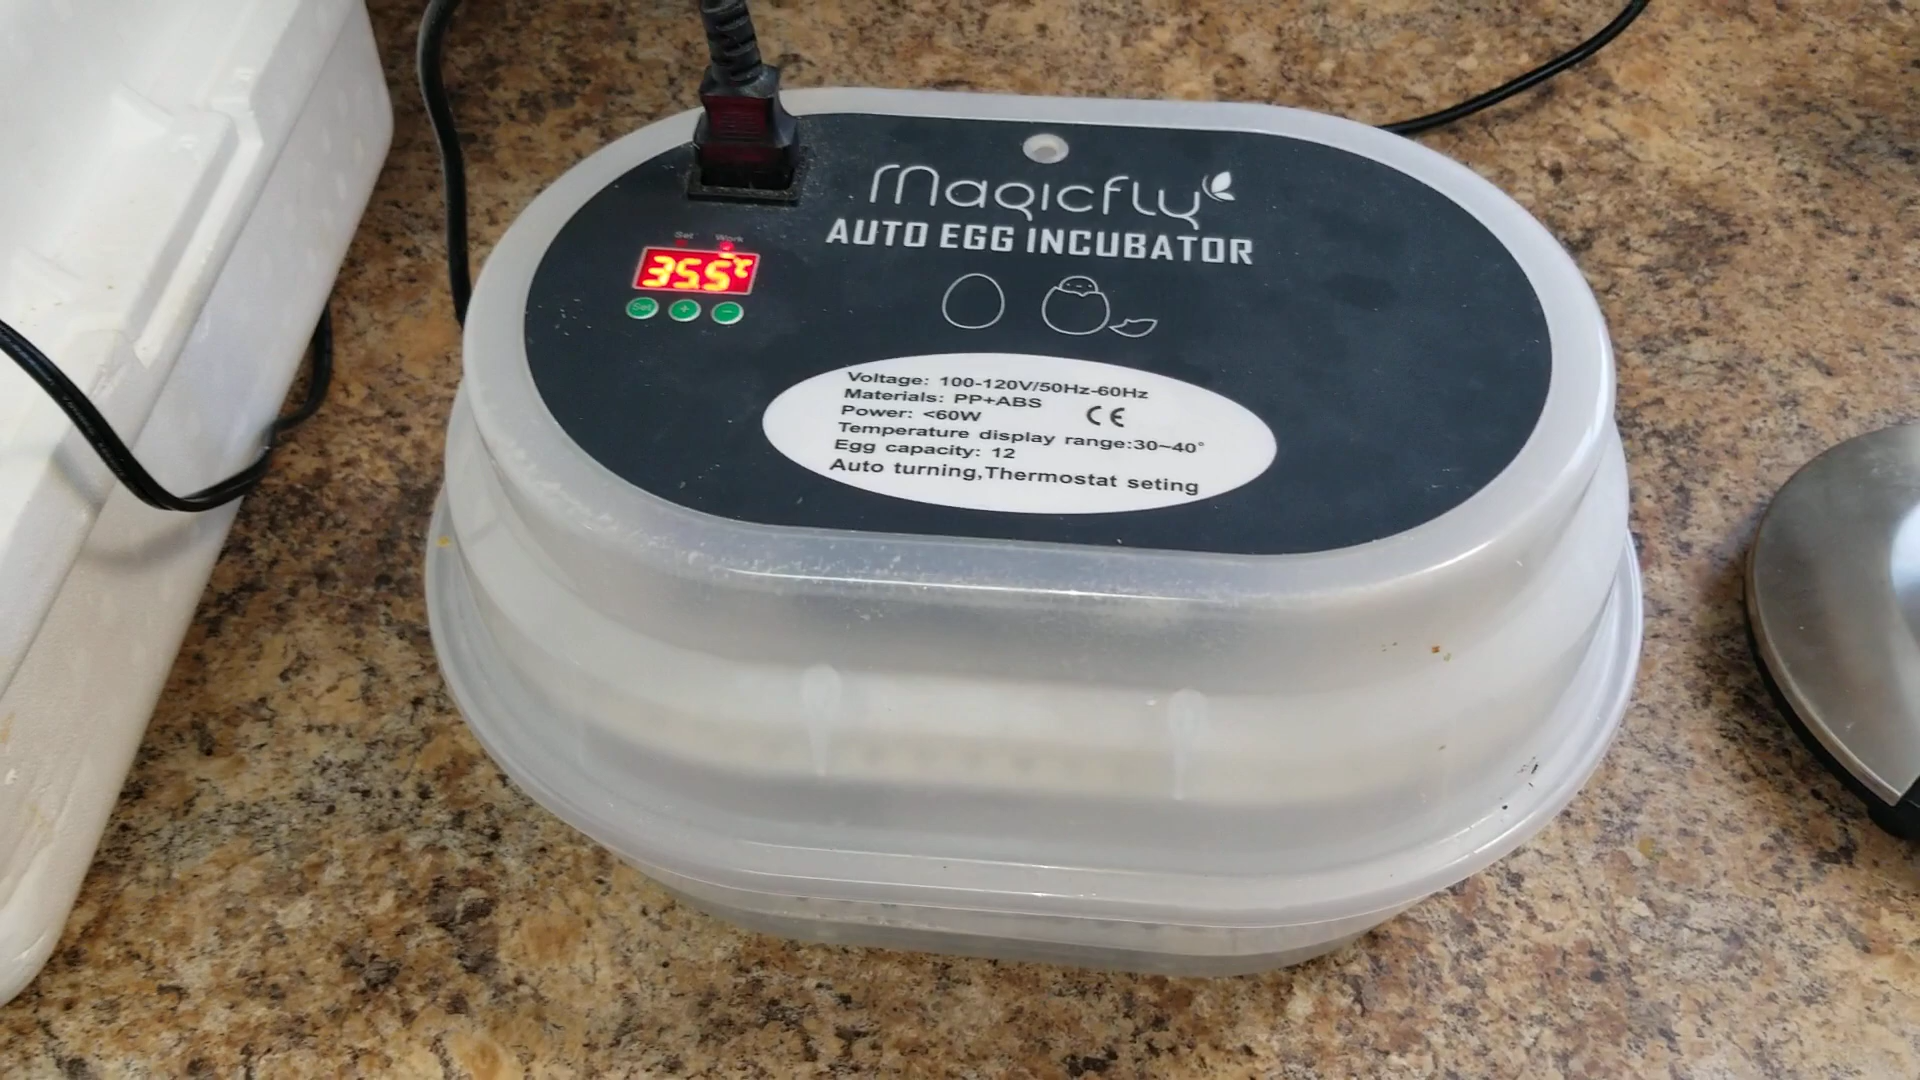 Magicfly
AUTO EGG INCUBATOR
Set Work
35.5℃
Set + −
Voltage: 100-120V/50Hz-60Hz
Materials: PP+ABS
CE
Power: <60W
Temperature display range:30~40°
Egg capacity: 12
Auto turning,Thermostat seting